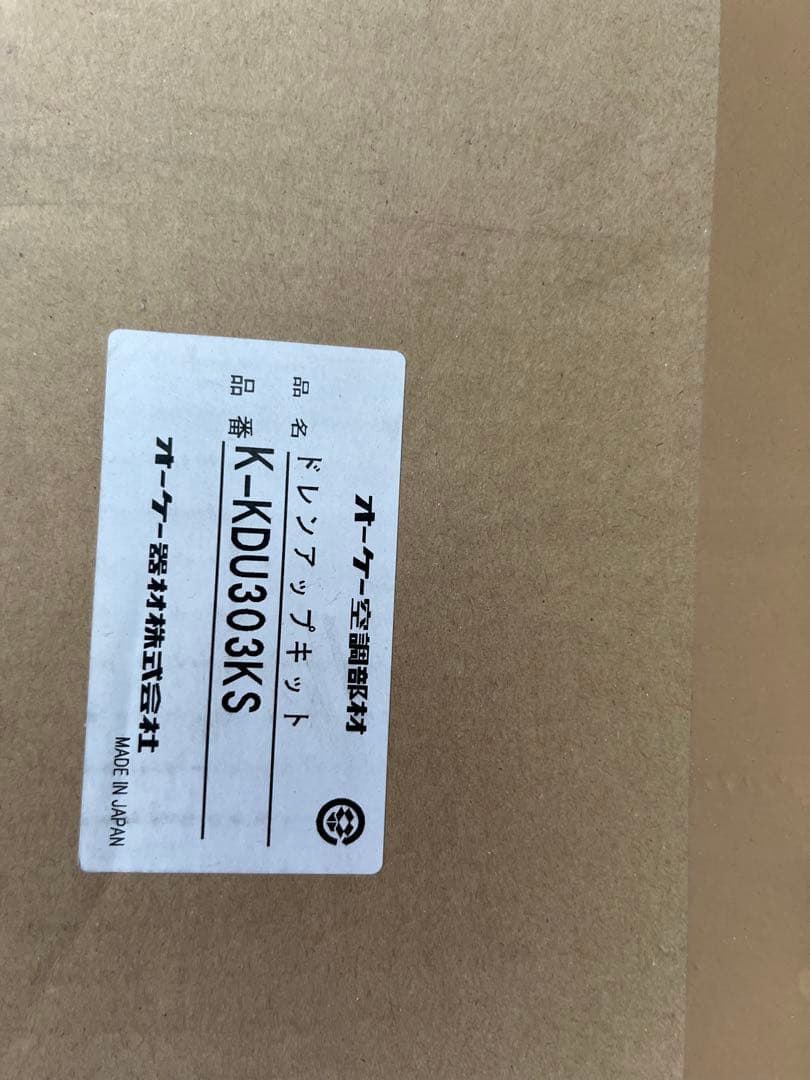 オーケー空調部材
品名 ドレンアップキット
品番 K-KDU303KS
オーケー器材株式会社
MADE IN JAPAN